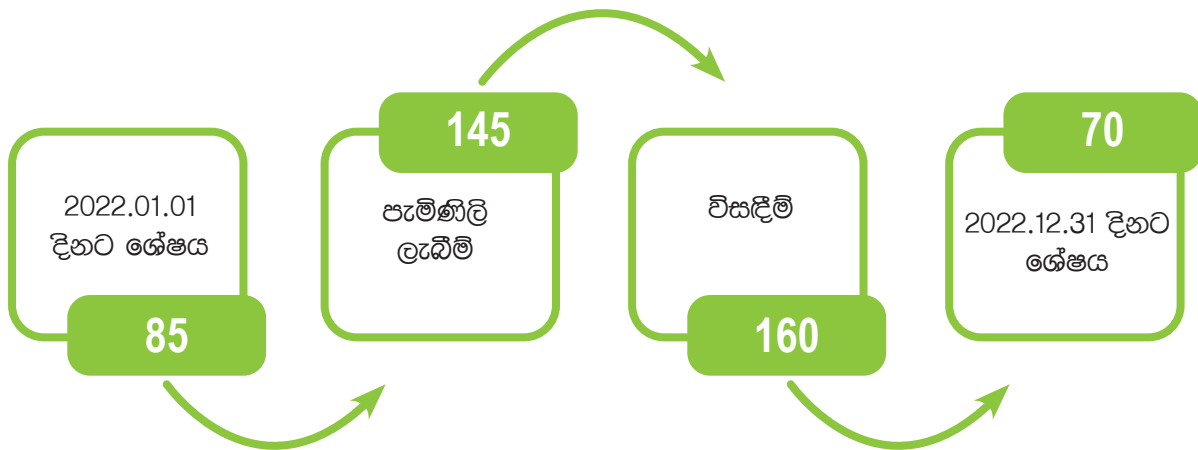 2022.01.01
දිනට ශේෂය
85
145
පැමිණිලි
ලැබීම්
විසඳීම්
160
70
2022.12.31 දිනට
ශේෂය